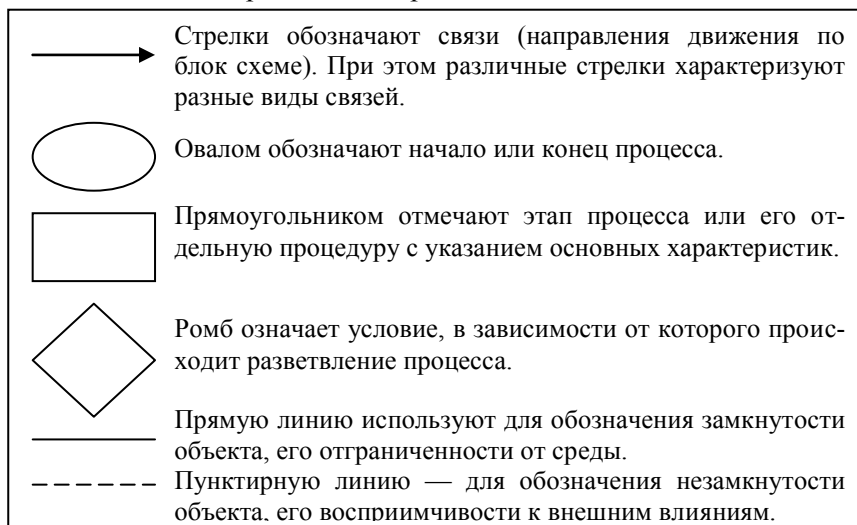 Стрелки обозначают связи (направления движения по
блок схеме). При этом различные стрелки характеризуют
разные виды связей.
Овалом обозначают начало или конец процесса.
Прямоугольником отмечают этап процесса или его от-
дельную процедуру с указанием основных характеристик.
Ромб означает условие, в зависимости от которого проис-
ходит разветвление процесса.
Прямую линию используют для обозначения замкнутости
объекта, его отграниченности от среды.
Пунктирную линию — для обозначения незамкнутости
объекта, его восприимчивости к внешним влияниям.